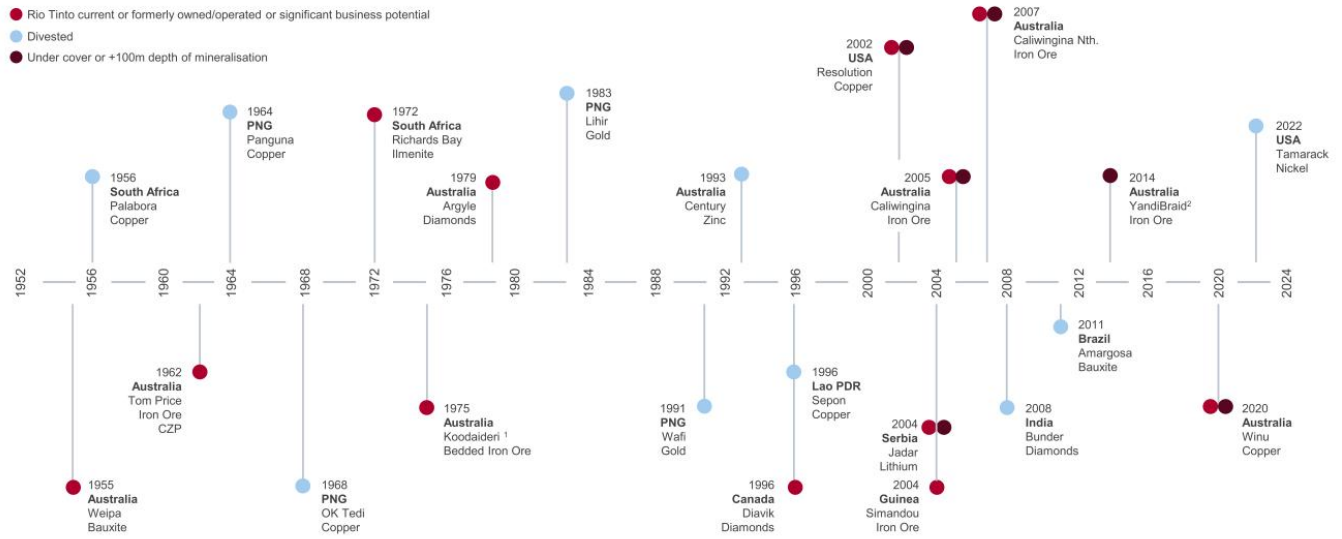 Rio Tinto current or formerly owned/operated or significant business potential
Divested
Under cover or +100m depth of mineralisation
1956
South Africa
Palabora
Copper
1964
PNG
Panguna
Copper
1972
South Africa
Richards Bay
Ilmenite
1979
Australia
Argyle
Diamonds
1983
PNG
Lihir
Gold
1993
Australia
Century
Zinc
2002
USA
Resolution
Copper
2005
Australia
Caliwingina
Iron Ore
2007
Australia
Caliwingina Nth.
Iron Ore
2014
Australia
YandiBraid²
Iron Ore
2022
USA
Tamarack
Nickel
1952
1956
1960
1964
1968
1972
1976
1980
1984
1988
1992
1996
2000
2004
2008
2012
2016
2020
2024
1955
Australia
Weipa
Bauxite
1962
Australia
Tom Price
Iron Ore
CZP
1968
PNG
OK Tedi
Copper
1975
Australia
Koodaideri ¹
Bedded Iron Ore
1991
PNG
Wafi
Gold
1996
Lao PDR
Sepon
Copper
1996
Canada
Diavik
Diamonds
2004
Serbia
Jadar
Lithium
2004
Guinea
Simandou
Iron Ore
2008
India
Bunder
Diamonds
2011
Brazil
Amargosa
Bauxite
2020
Australia
Winu
Copper